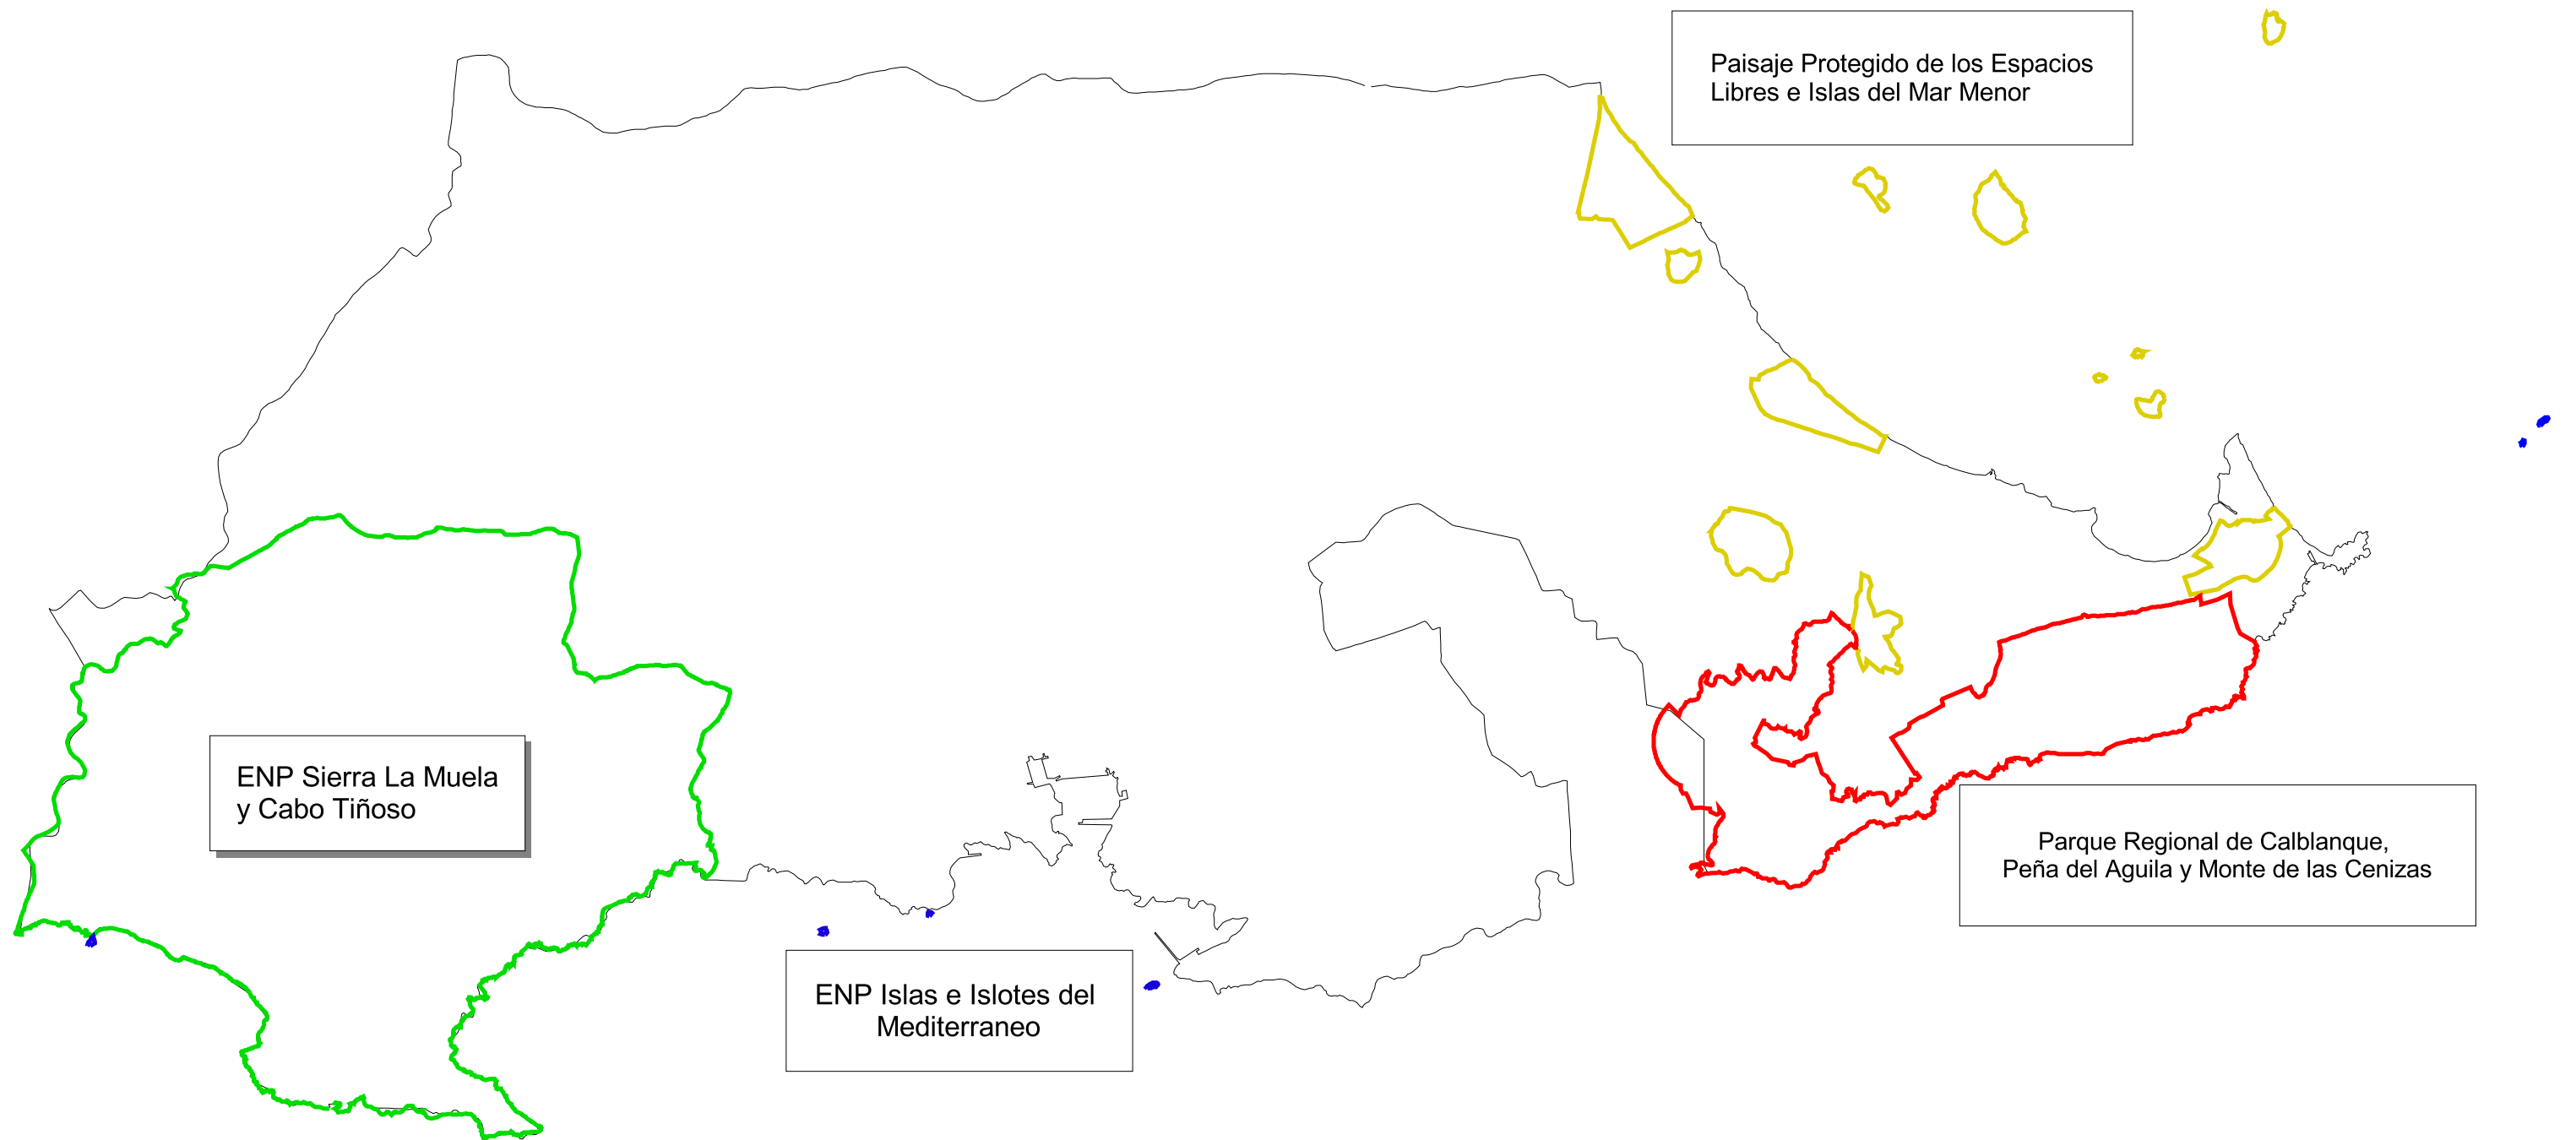 Paisaje Protegido de los Espacios
Libres e Islas del Mar Menor
ENP Sierra La Muela
y Cabo Tiñoso
Parque Regional de Calblanque,
Peña del Aguila y Monte de las Cenizas
ENP Islas e Islotes del
Mediterraneo